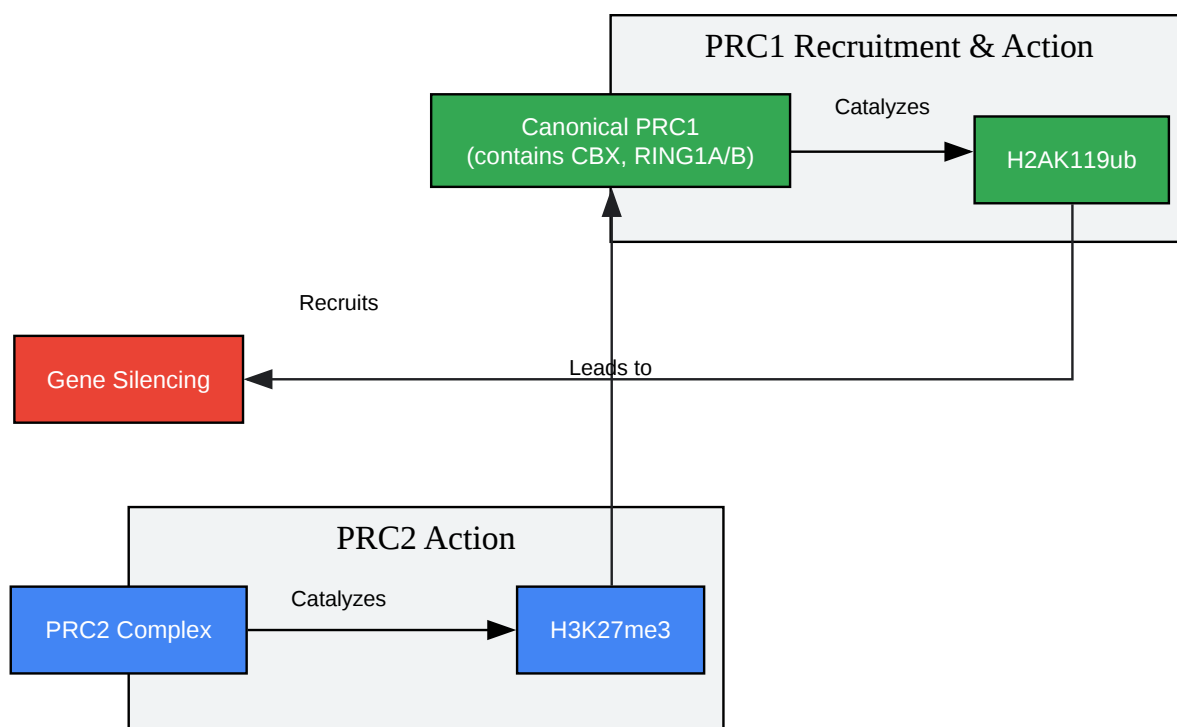 PRC1 Recruitment & Action
Canonical PRC1
(contains CBX, RING1A/B)
Catalyzes
H2AK119ub
Recruits
Gene Silencing
Leads to
PRC2 Action
PRC2 Complex
Catalyzes
H3K27me3